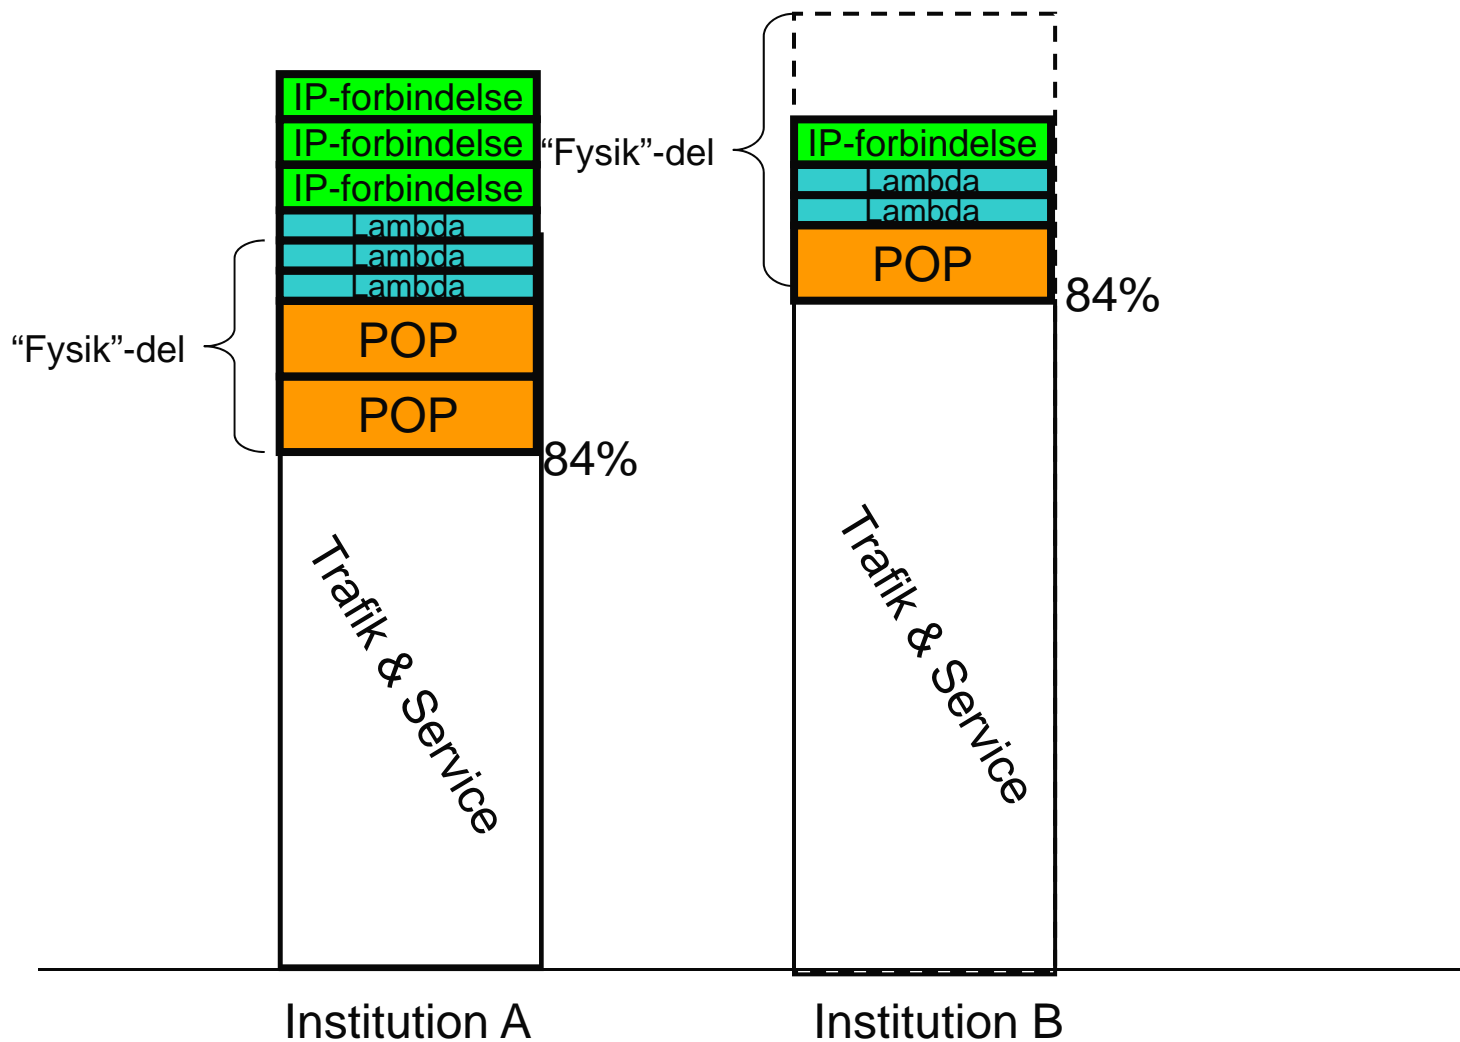 IP-forbindelse
IP-forbindelse
IP-forbindelse
Lambda
Lambda
Lambda
POP
POP
“Fysik”-del
84%
Trafik & Service
Institution A
“Fysik”-del
IP-forbindelse
Lambda
Lambda
POP
84%
Trafik & Service
Institution B